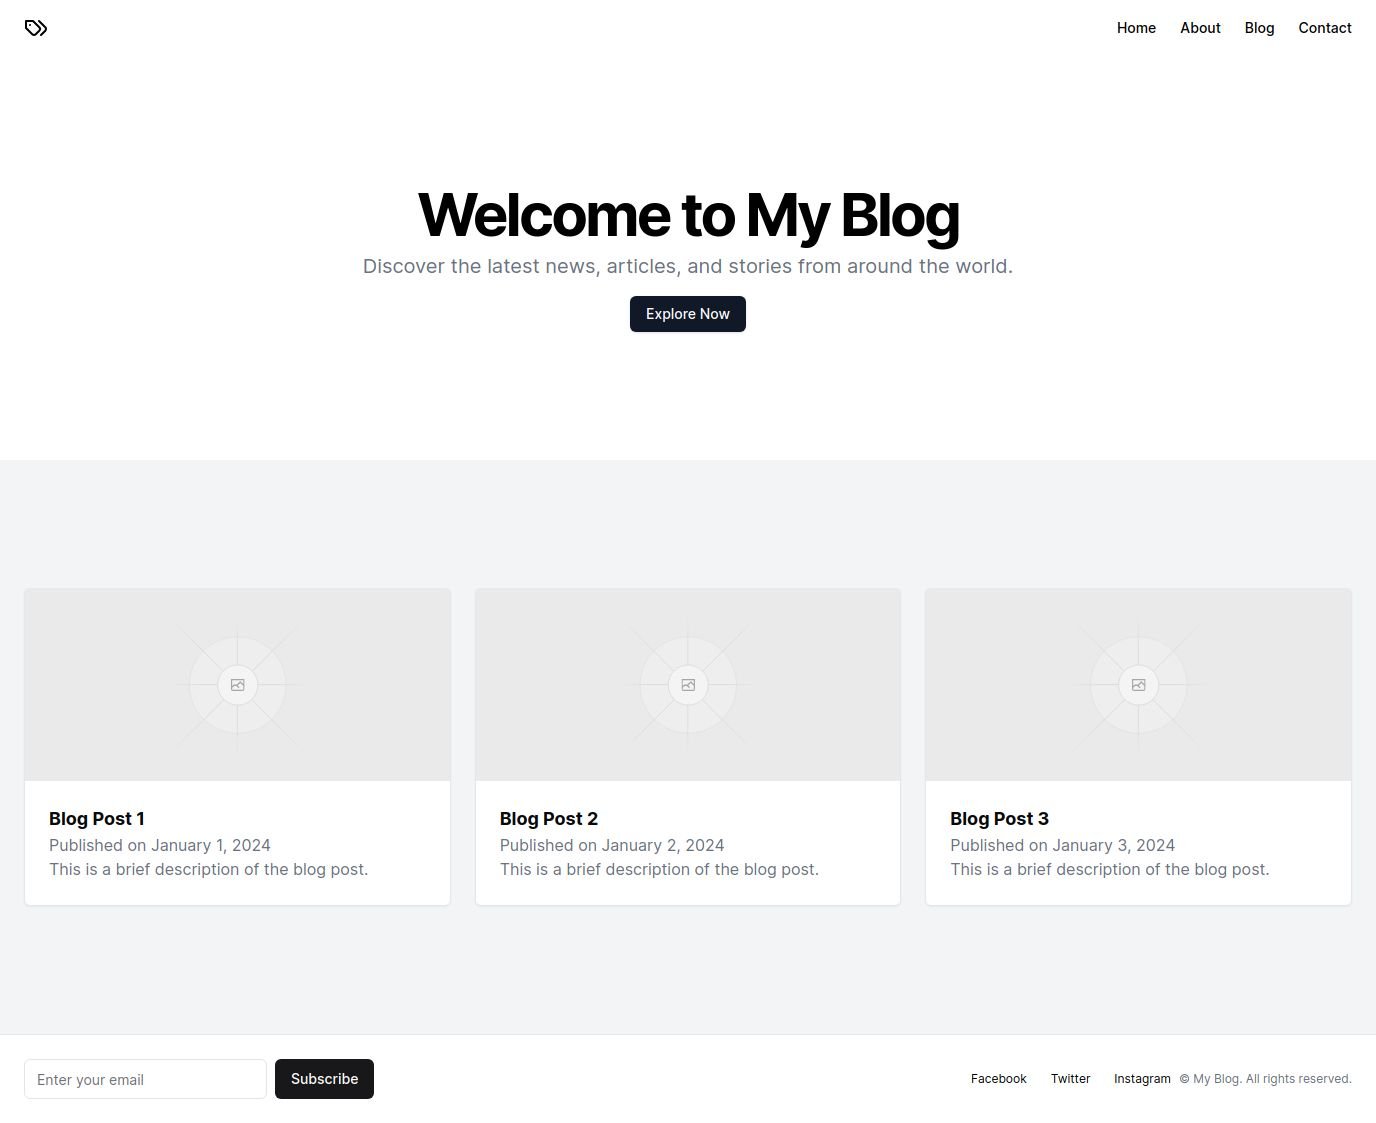 Home About Blog Contact
Welcome to My Blog
Discover the latest news, articles, and stories from around the world.
Explore Now
Blog Post 1
Published on January 1, 2024
This is a brief description of the blog post.
Blog Post 2
Published on January 2, 2024
This is a brief description of the blog post.
Blog Post 3
Published on January 3, 2024
This is a brief description of the blog post.
Enter your email
Subscribe
Facebook Twitter Instagram © My Blog. All rights reserved.